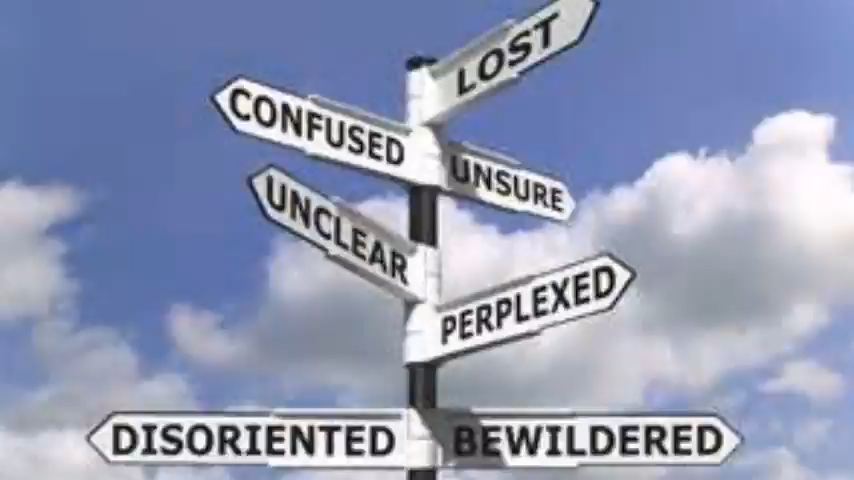 LOST
CONFUSED
UNSURE
UNCLEAR
PERPLEXED
DISORIENTED
BEWILDERED